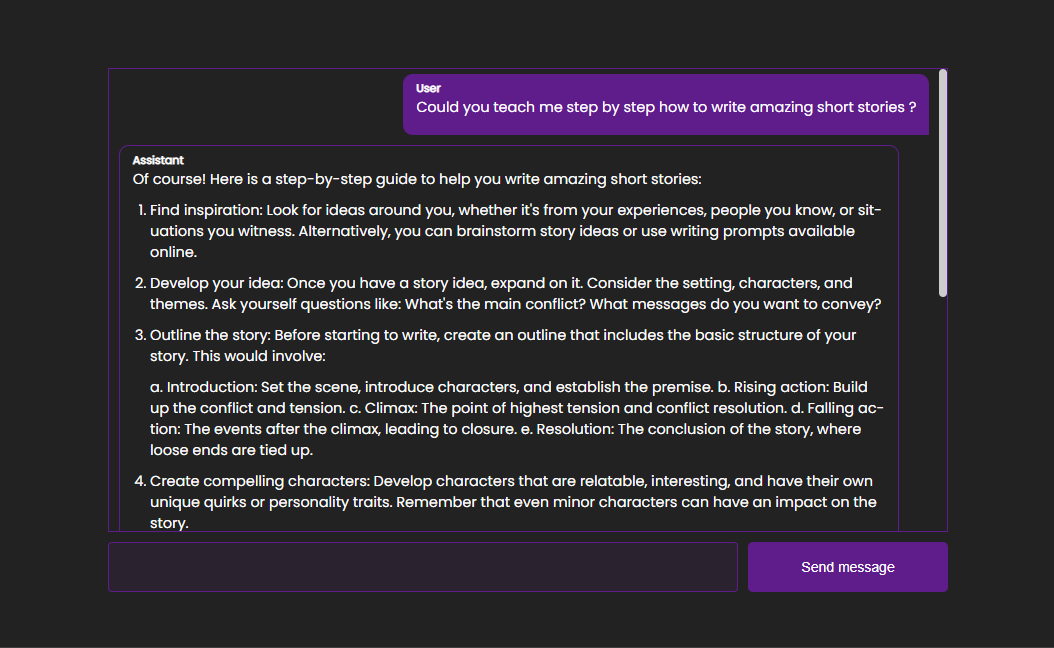 User
Could you teach me step by step how to write amazing short stories ?
Assistant
Of course! Here is a step-by-step guide to help you write amazing short stories:
1. Find inspiration: Look for ideas around you, whether it's from your experiences, people you know, or sit-
uations you witness. Alternatively, you can brainstorm story ideas or use writing prompts available
online.
2. Develop your idea: Once you have a story idea, expand on it. Consider the setting, characters, and
themes. Ask yourself questions like: What's the main conflict? What messages do you want to convey?
3. Outline the story: Before starting to write, create an outline that includes the basic structure of your
story. This would involve:
a. Introduction: Set the scene, introduce characters, and establish the premise. b. Rising action: Build
up the conflict and tension. c. Climax: The point of highest tension and conflict resolution. d. Falling ac-
tion: The events after the climax, leading to closure. e. Resolution: The conclusion of the story, where
loose ends are tied up.
4. Create compelling characters: Develop characters that are relatable, interesting, and have their own
unique quirks or personality traits. Remember that even minor characters can have an impact on the
story.
Send message